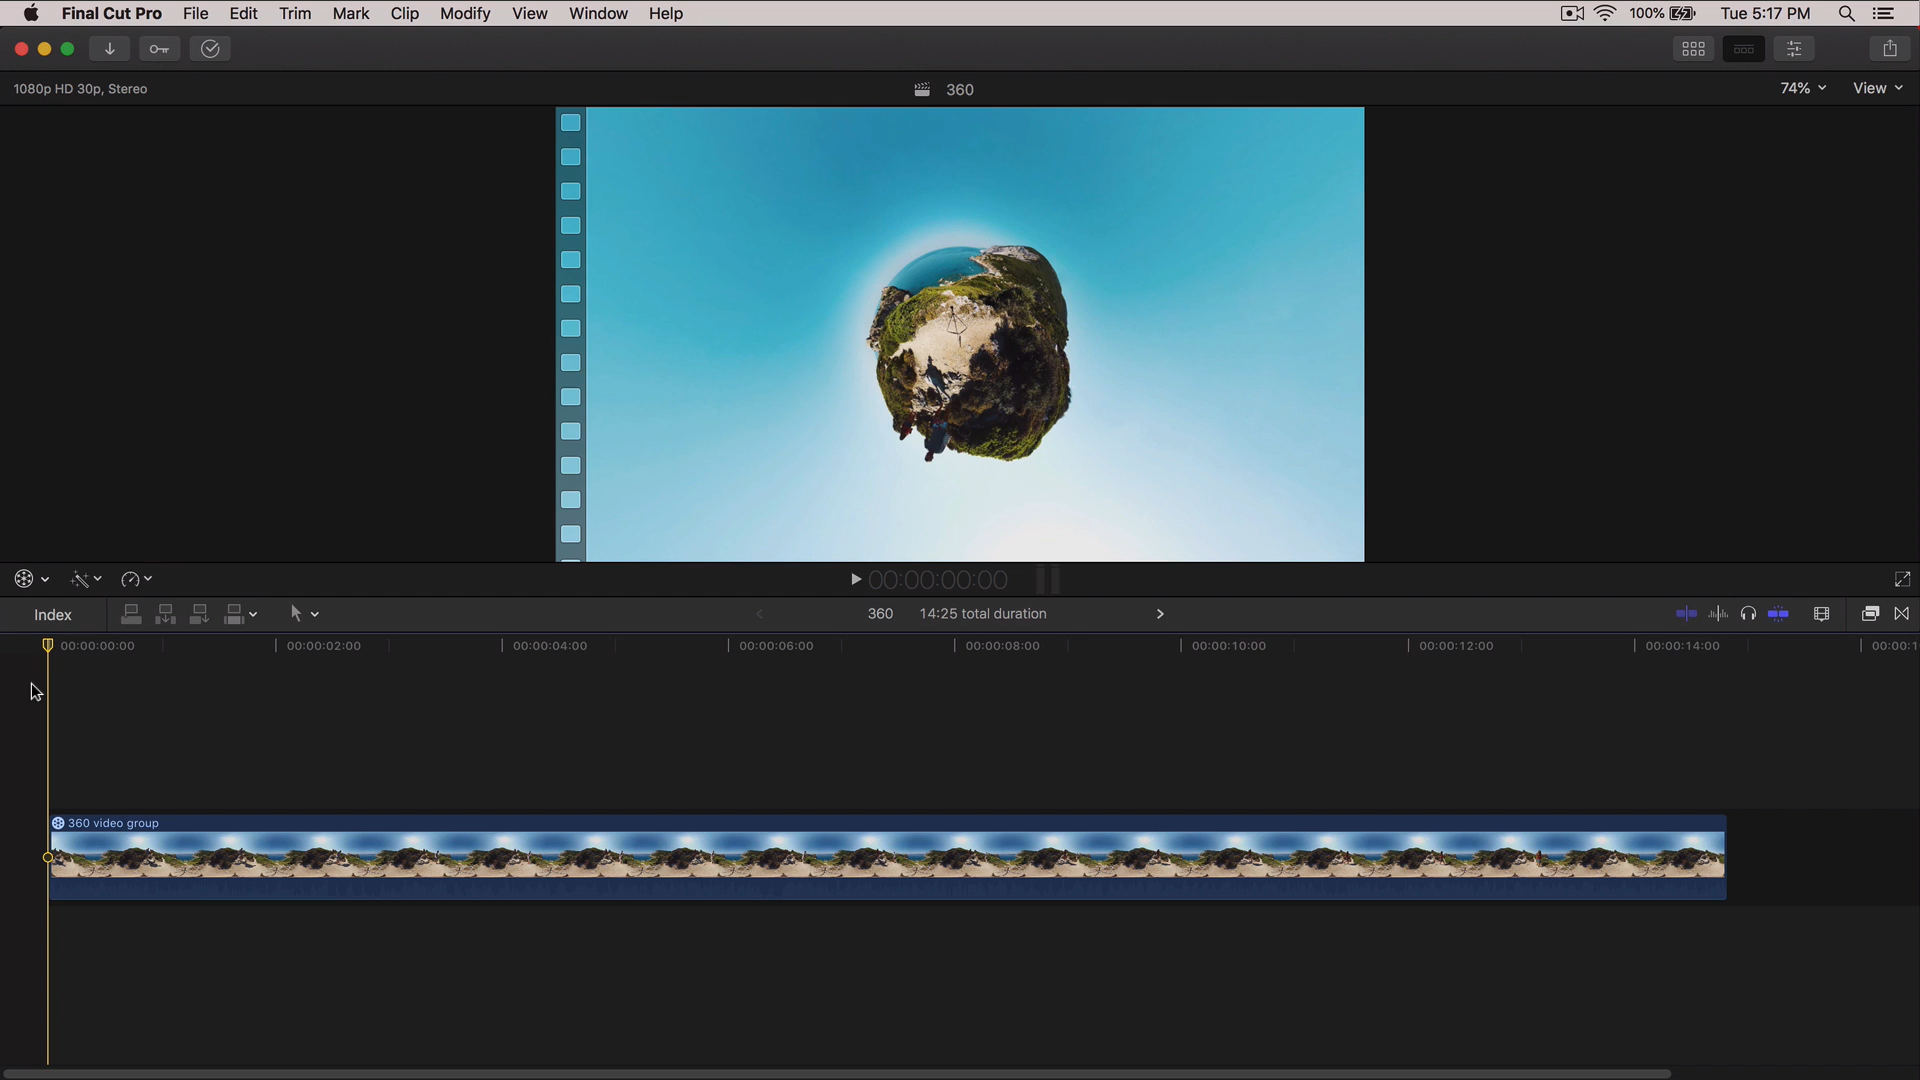 Final Cut Pro File Edit Trim Mark Clip Modify View Window Help 100% Tue 5:17 PM
1080p HD 30p, Stereo 360 74% View
00:00:00:00
Index 360 14:25 total duration
00:00:00:00 00:00:02:00 00:00:04:00 00:00:06:00 00:00:08:00 00:00:10:00 00:00:12:00 00:00:14:00 00:00:1
360 video group